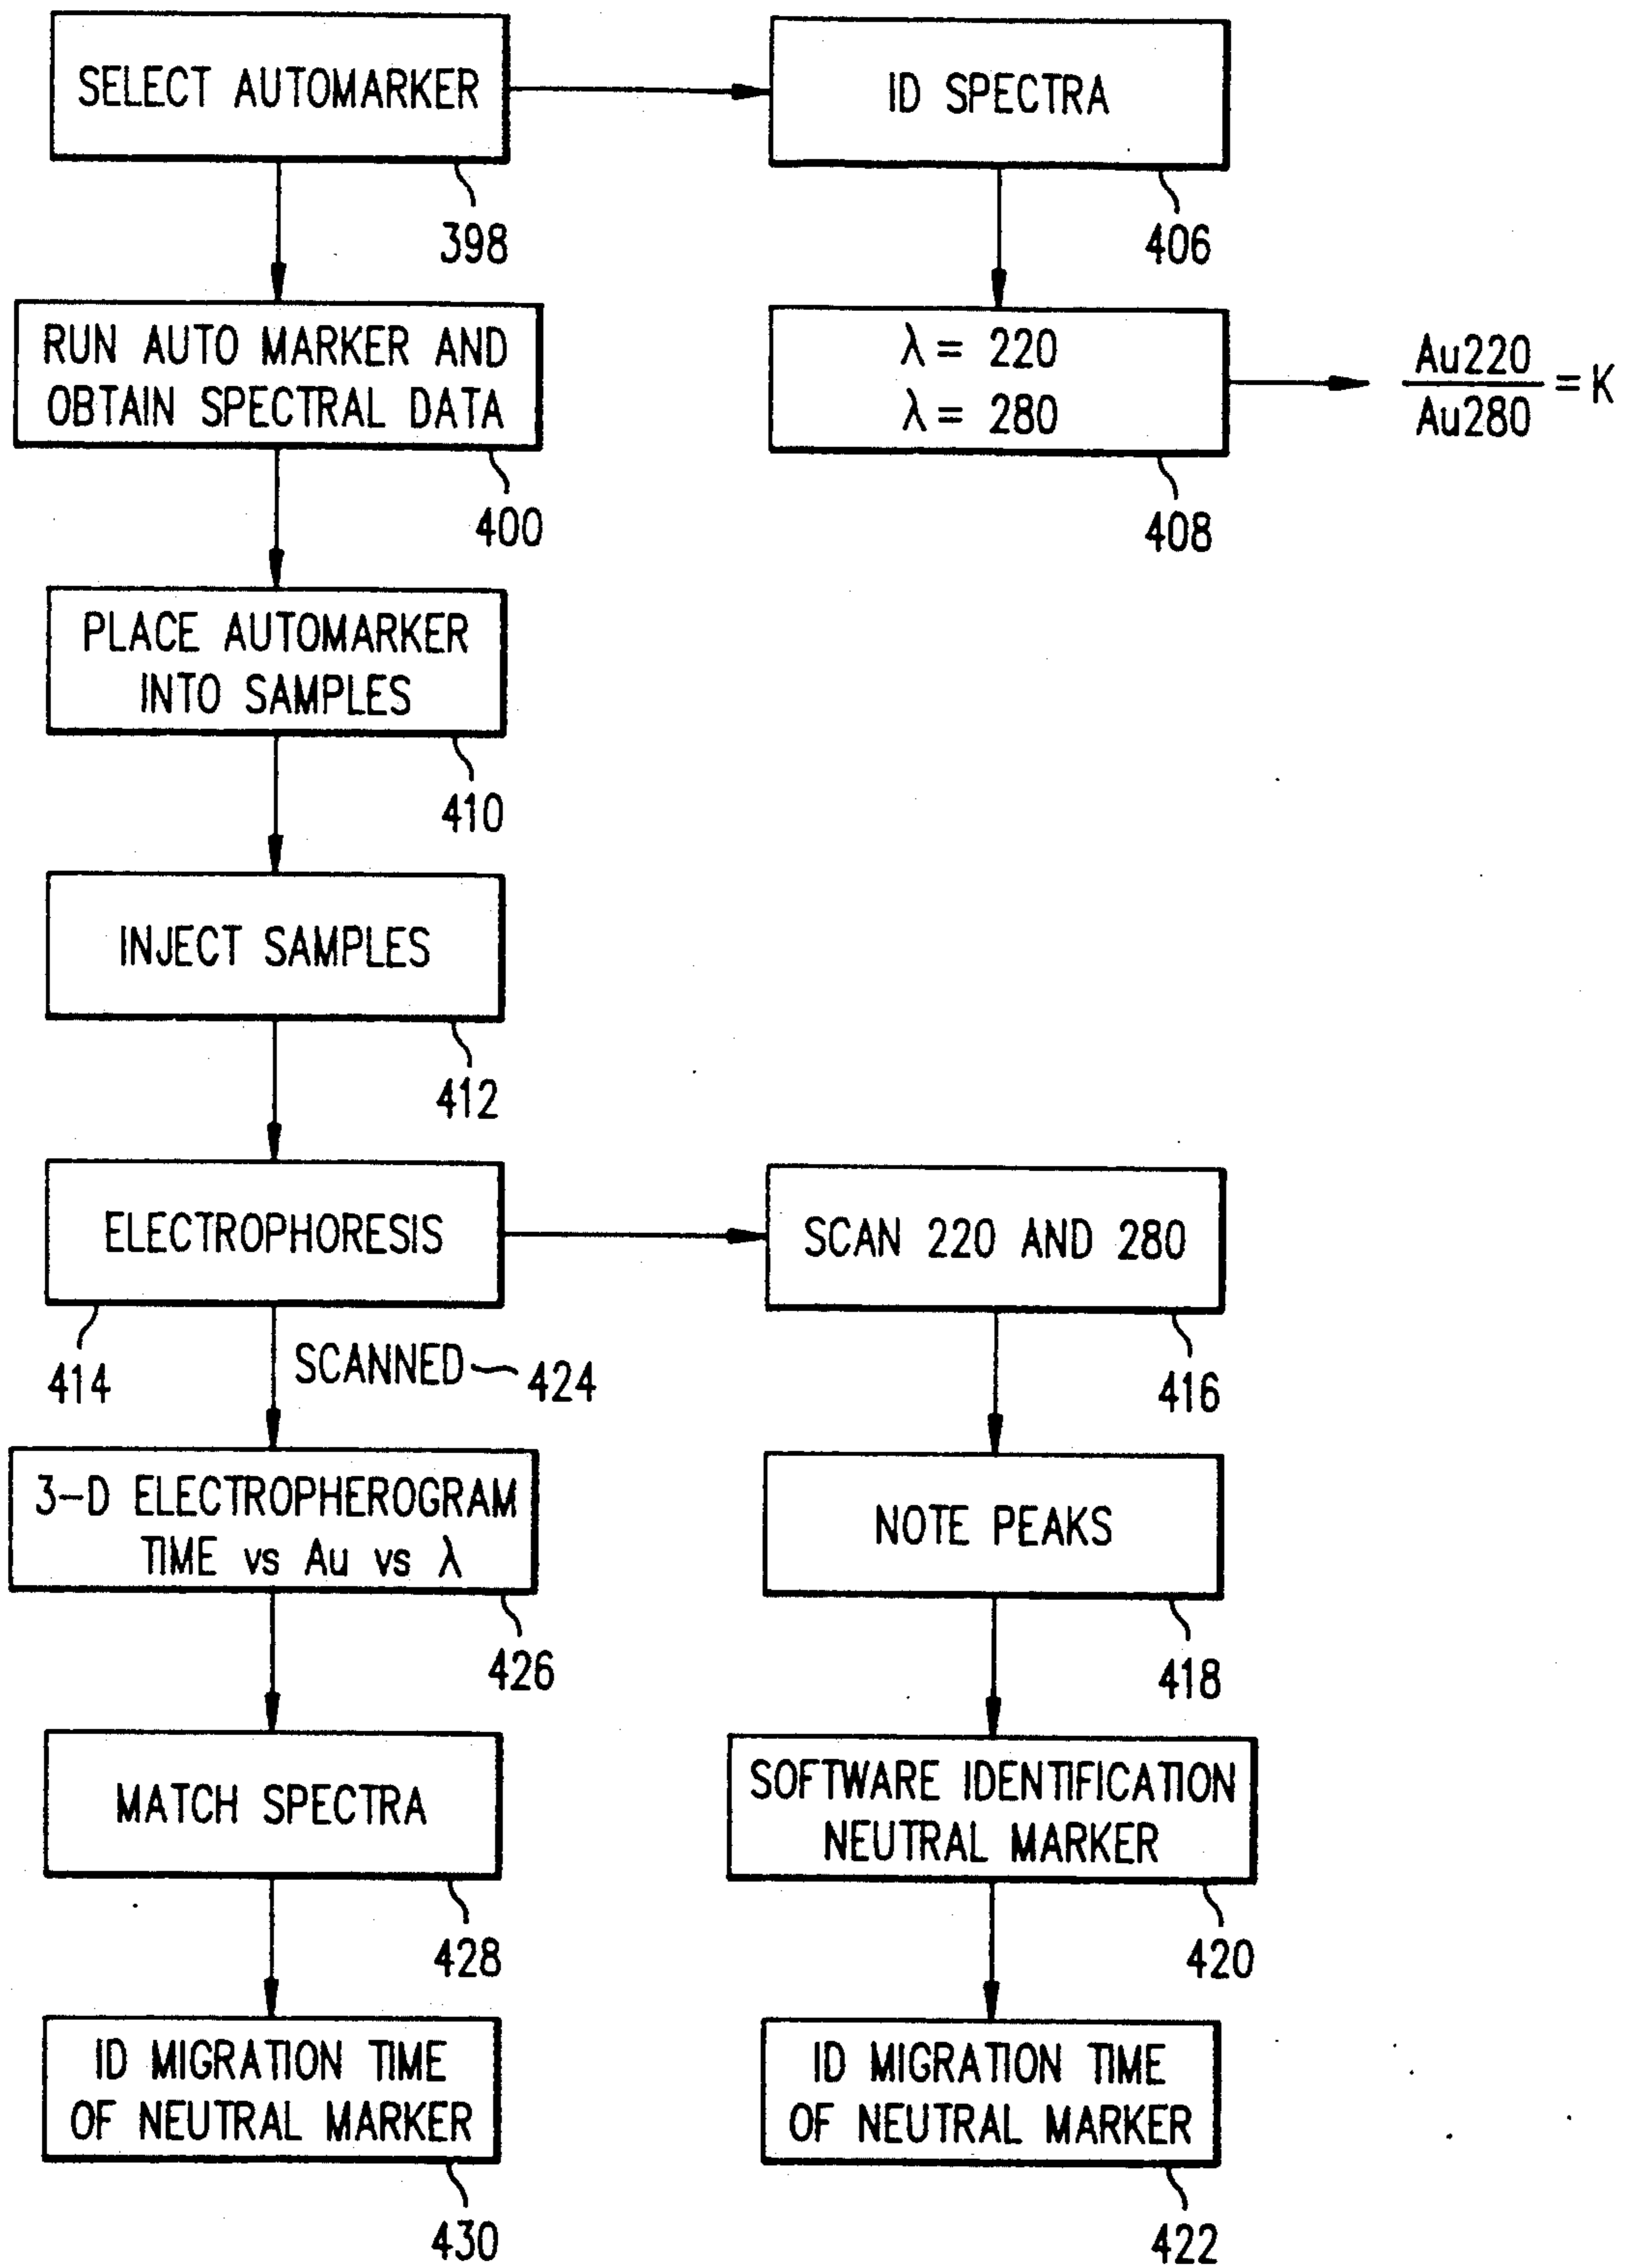 SELECT AUTOMARKER
398
ID SPECTRA
406
RUN AUTO MARKER AND
OBTAIN SPECTRAL DATA
400
λ = 220
λ = 280
408
Au220
Au280
= K
PLACE AUTOMARKER
INTO SAMPLES
410
INJECT SAMPLES
412
ELECTROPHORESIS
414
SCANNED
424
SCAN 220 AND 280
416
3-D ELECTROPHEROGRAM
TIME vs Au vs λ
426
NOTE PEAKS
418
MATCH SPECTRA
428
SOFTWARE IDENTIFICATION
NEUTRAL MARKER
420
ID MIGRATION TIME
OF NEUTRAL MARKER
430
ID MIGRATION TIME
OF NEUTRAL MARKER
422